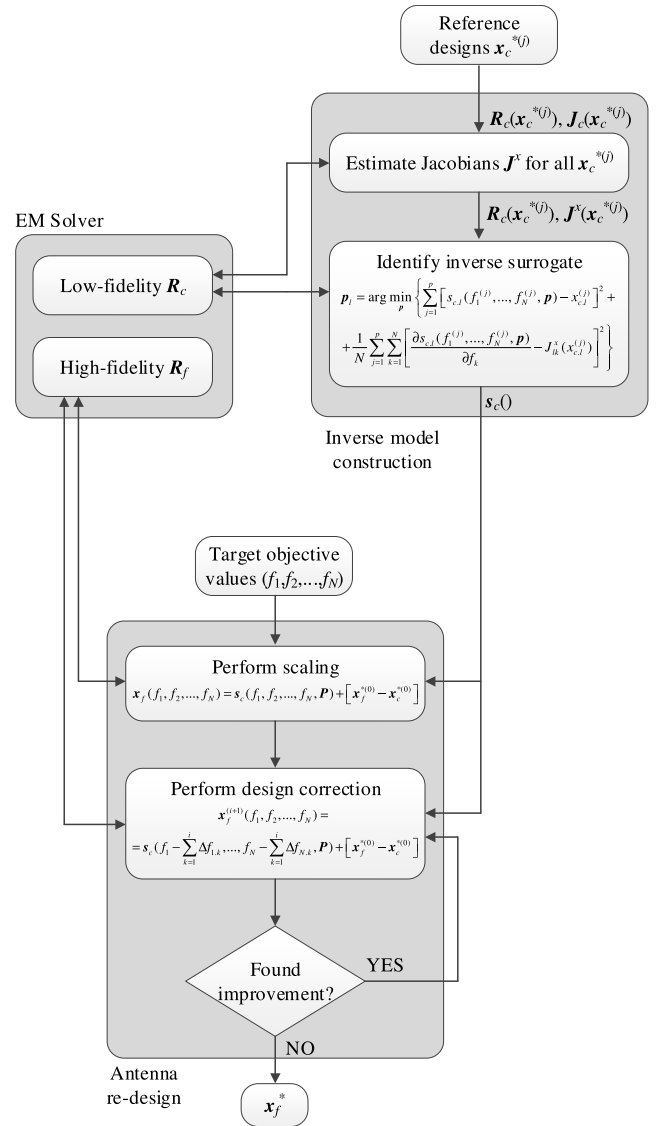 Reference
designs x_c^{*(j)}
R_c(x_c^{*(j)}), J_c(x_c^{*(j)})
Estimate Jacobians J^x for all x_c^{*(j)}
R_c(x_c^{*(j)}), J^x(x_c^{*(j)})
EM Solver
Low-fidelity R_c
High-fidelity R_f
Identify inverse surrogate
p_l = arg min_p { ∑_{j=1}^{p} [ s_{c.l}(f_1^{(j)},..., f_N^{(j)}, p) − x_{c.l}^{(j)} ]^2 +
+ 1/N ∑_{j=1}^{p} ∑_{k=1}^{N} [ ∂s_{c.l}(f_1^{(j)},..., f_N^{(j)}, p) / ∂f_k − J_{lk}^x(x_{c.l}^{(j)}) ]^2 }
s_c()
Inverse model
construction
Target objective
values (f_1,f_2,...,f_N)
Perform scaling
x_f(f_1, f_2,..., f_N) = s_c(f_1, f_2,..., f_N, P) + [ x_f^{*(0)} − x_c^{*(0)} ]
Perform design correction
x_f^{(i+1)}(f_1, f_2,..., f_N) =
= s_c(f_1 − ∑_{k=1}^{i} Δf_{1.k},..., f_N − ∑_{k=1}^{i} Δf_{N.k}, P) + [ x_f^{*(0)} − x_c^{*(0)} ]
Found
improvement?
YES
NO
Antenna
re-design
x_f^*